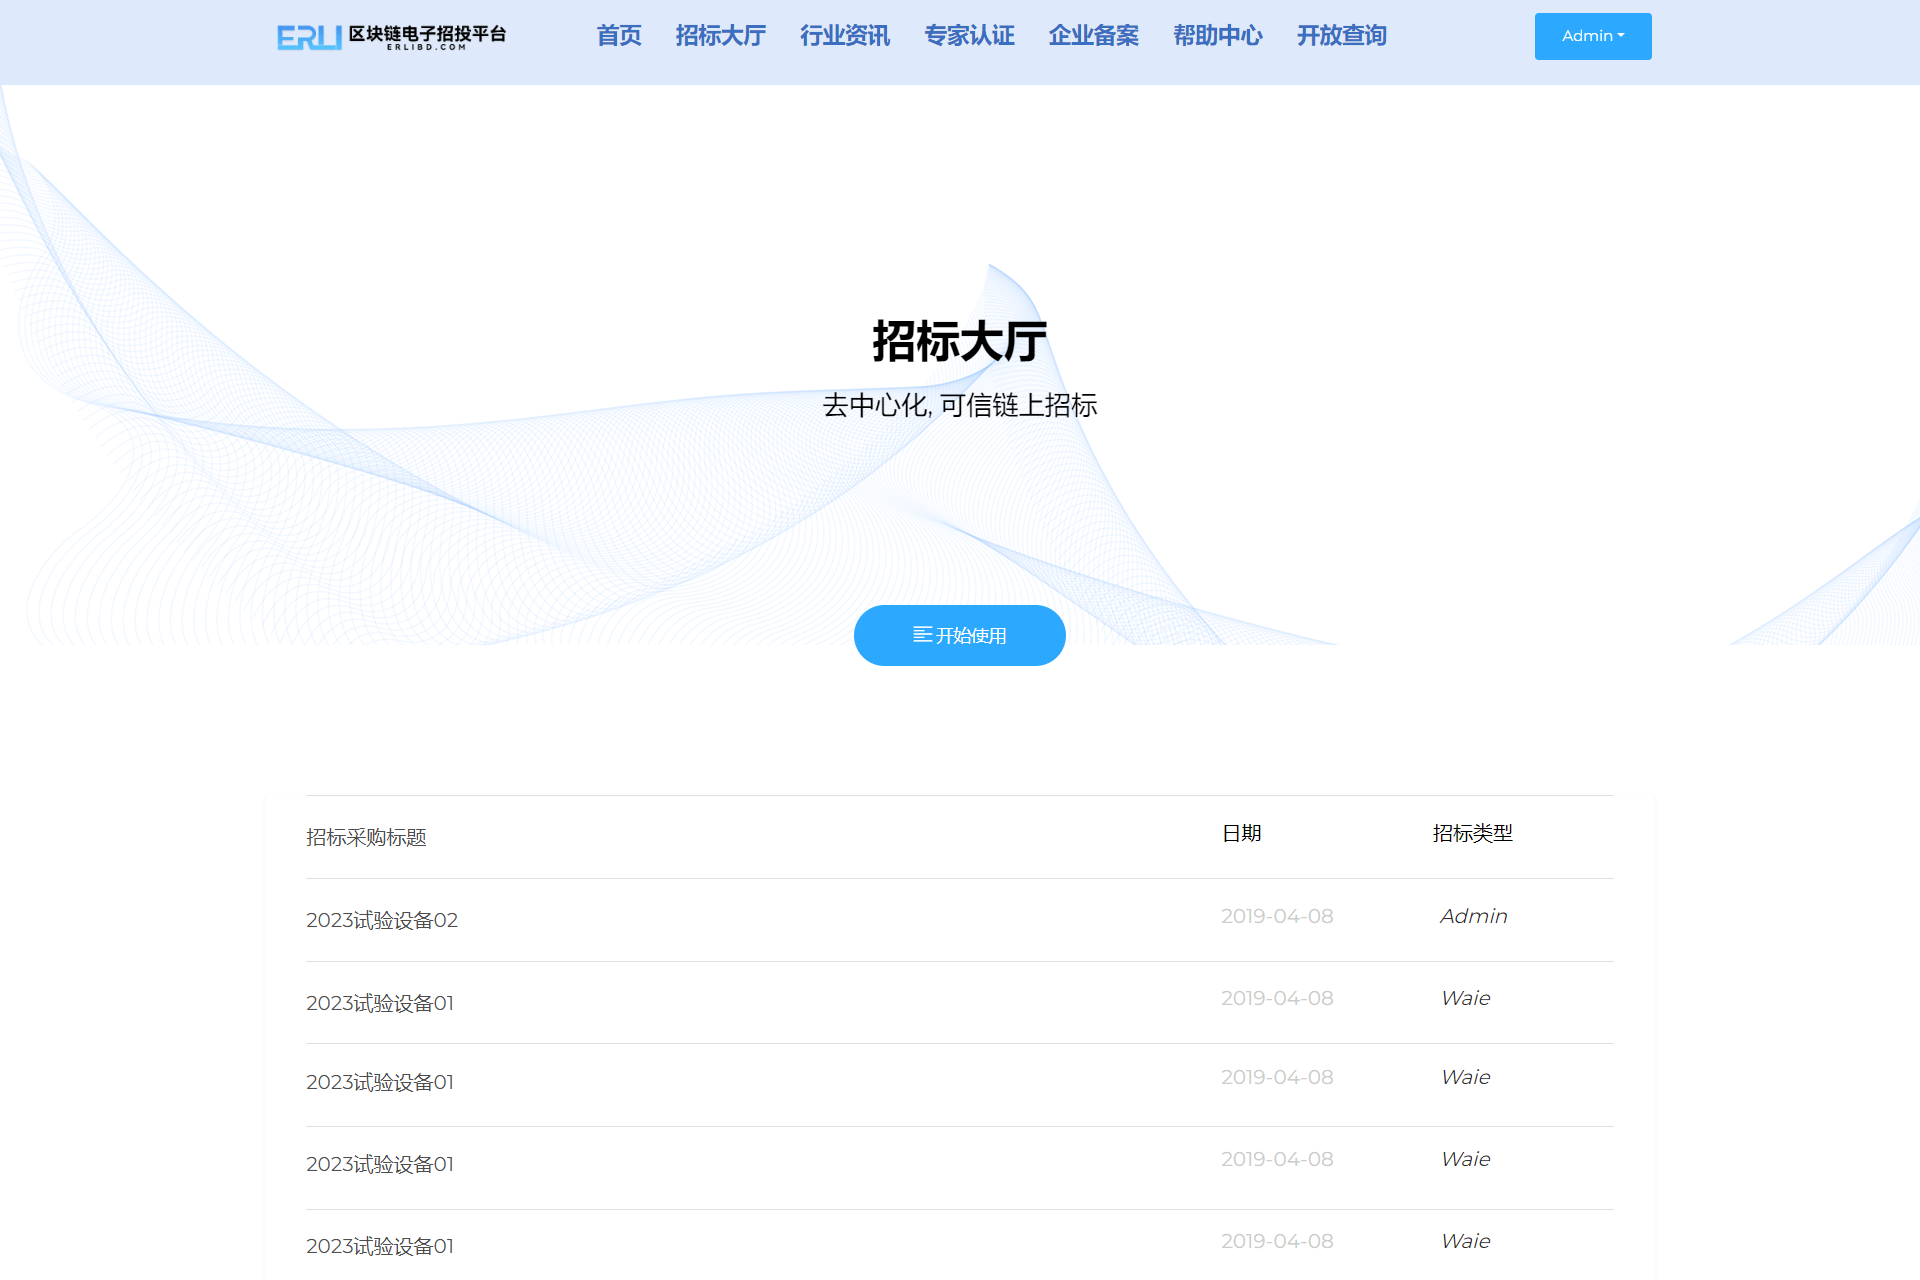 ERLI 区块链电子招投平台
ERLIBD.COM
首页 招标大厅 行业资讯 专家认证 企业备案 帮助中心 开放查询
Admin
招标大厅
去中心化, 可信链上招标
开始使用
招标采购标题 日期 招标类型
2023试验设备02 2019-04-08 Admin
2023试验设备01 2019-04-08 Waie
2023试验设备01 2019-04-08 Waie
2023试验设备01 2019-04-08 Waie
2023试验设备01 2019-04-08 Waie